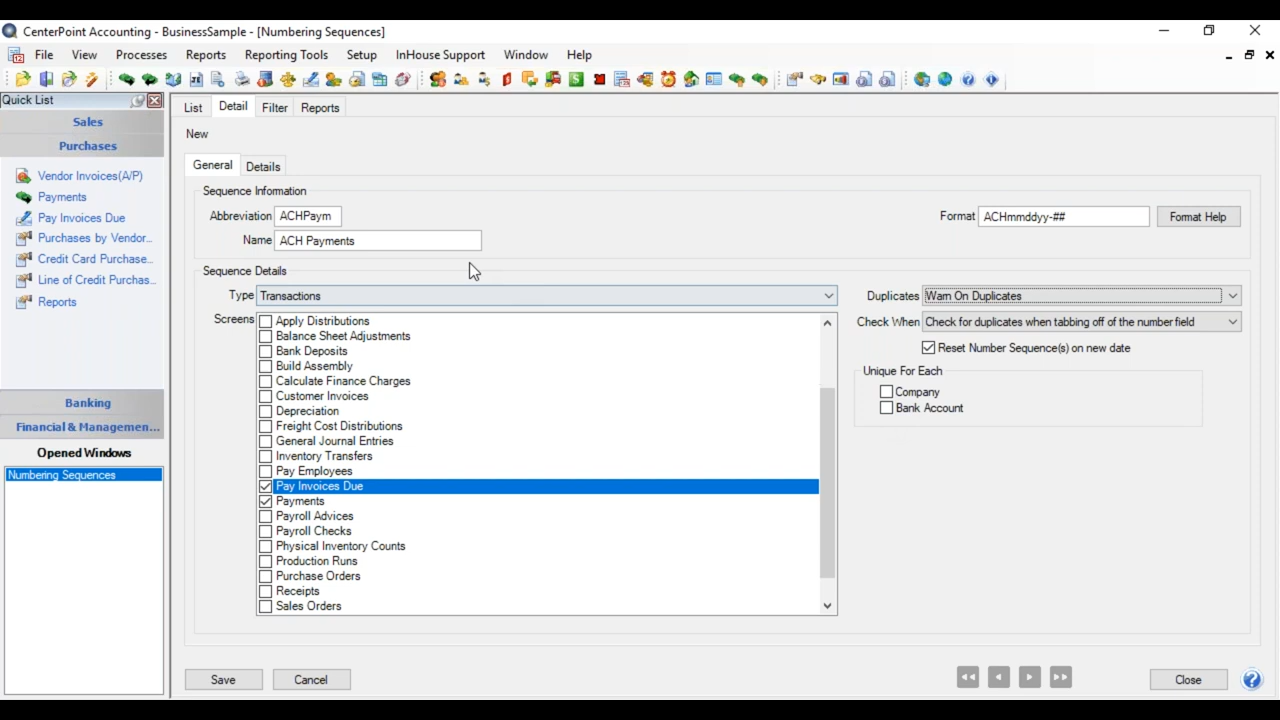 CenterPoint Accounting - BusinessSample - [Numbering Sequences]
File View Processes Reports Reporting Tools Setup InHouse Support Window Help
Quick List
Sales
Purchases
Vendor Invoices(A/P)
Payments
Pay Invoices Due
Purchases by Vendor...
Credit Card Purchase...
Line of Credit Purchas...
Reports
Banking
Financial & Managemen...
Opened Windows
Numbering Sequences
List Detail Filter Reports
New
General Details
Sequence Information
Abbreviation ACHPaym
Format ACHmmddyy-## Format Help
Name ACH Payments
Sequence Details
Type Transactions
Screens
Apply Distributions
Balance Sheet Adjustments
Bank Deposits
Build Assembly
Calculate Finance Charges
Customer Invoices
Depreciation
Freight Cost Distributions
General Journal Entries
Inventory Transfers
Pay Employees
Pay Invoices Due
Payments
Payroll Advices
Payroll Checks
Physical Inventory Counts
Production Runs
Purchase Orders
Receipts
Sales Orders
Duplicates Warn On Duplicates
Check When Check for duplicates when tabbing off of the number field
Reset Number Sequence(s) on new date
Unique For Each
Company
Bank Account
Save Cancel Close